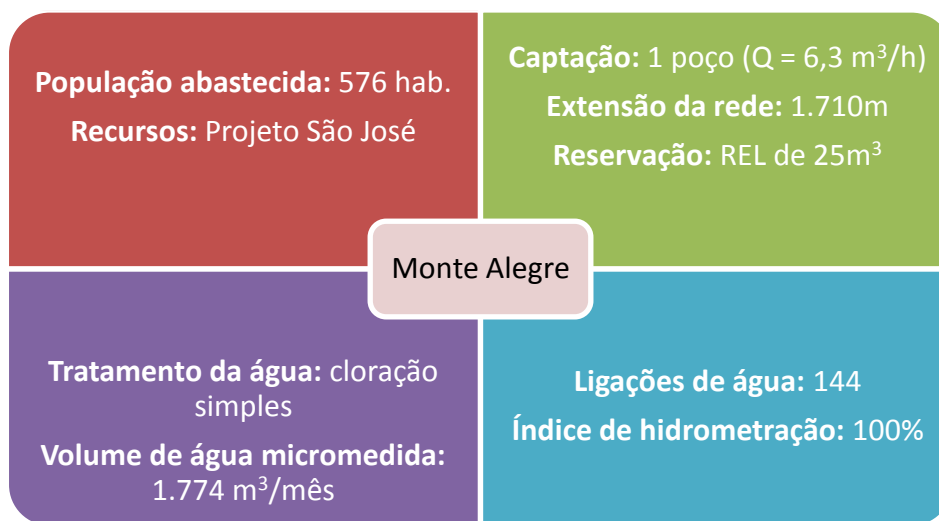 População abastecida: 576 hab.
Recursos: Projeto São José
Captação: 1 poço (Q = 6,3 m³/h)
Extensão da rede: 1.710m
Reservação: REL de 25m³
Monte Alegre
Tratamento da água: cloração
simples
Volume de água micromedida:
1.774 m³/mês
Ligações de água: 144
Índice de hidrometração: 100%